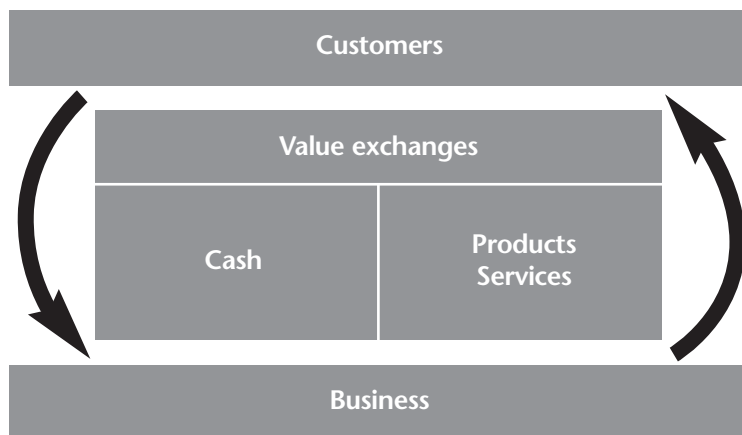 Customers
Value exchanges
Cash
Products
Services
Business